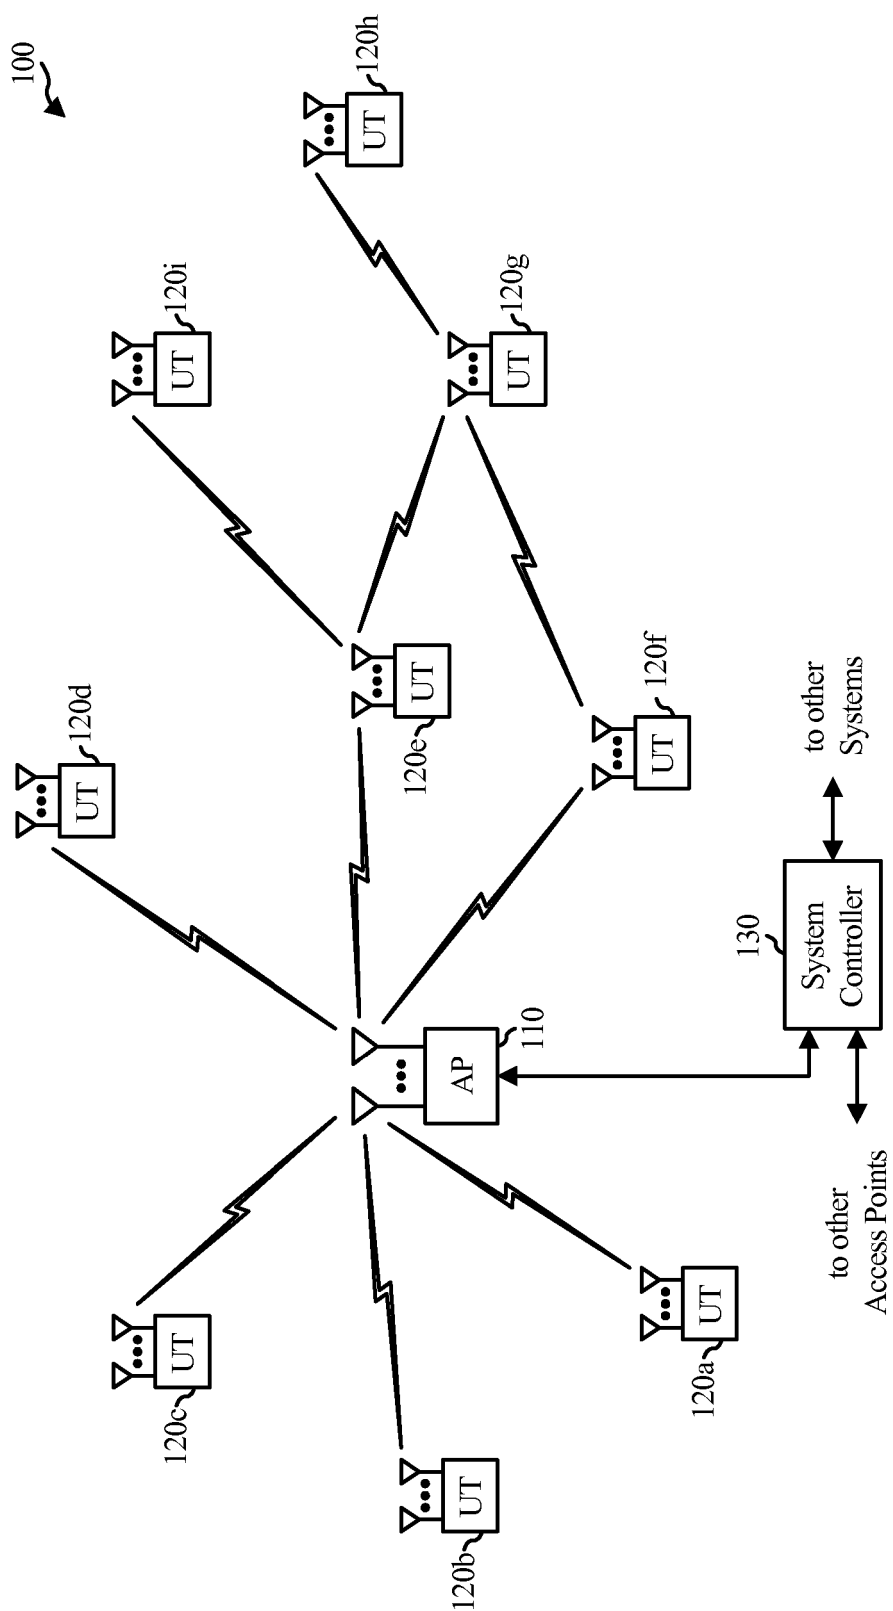 100
UT
120h
UT
120i
UT
120g
UT
120d
UT
120e
UT
120f
AP
110
UT
120c
UT
120b
UT
120a
130
System
Controller
to other
Systems
to other
Access Points